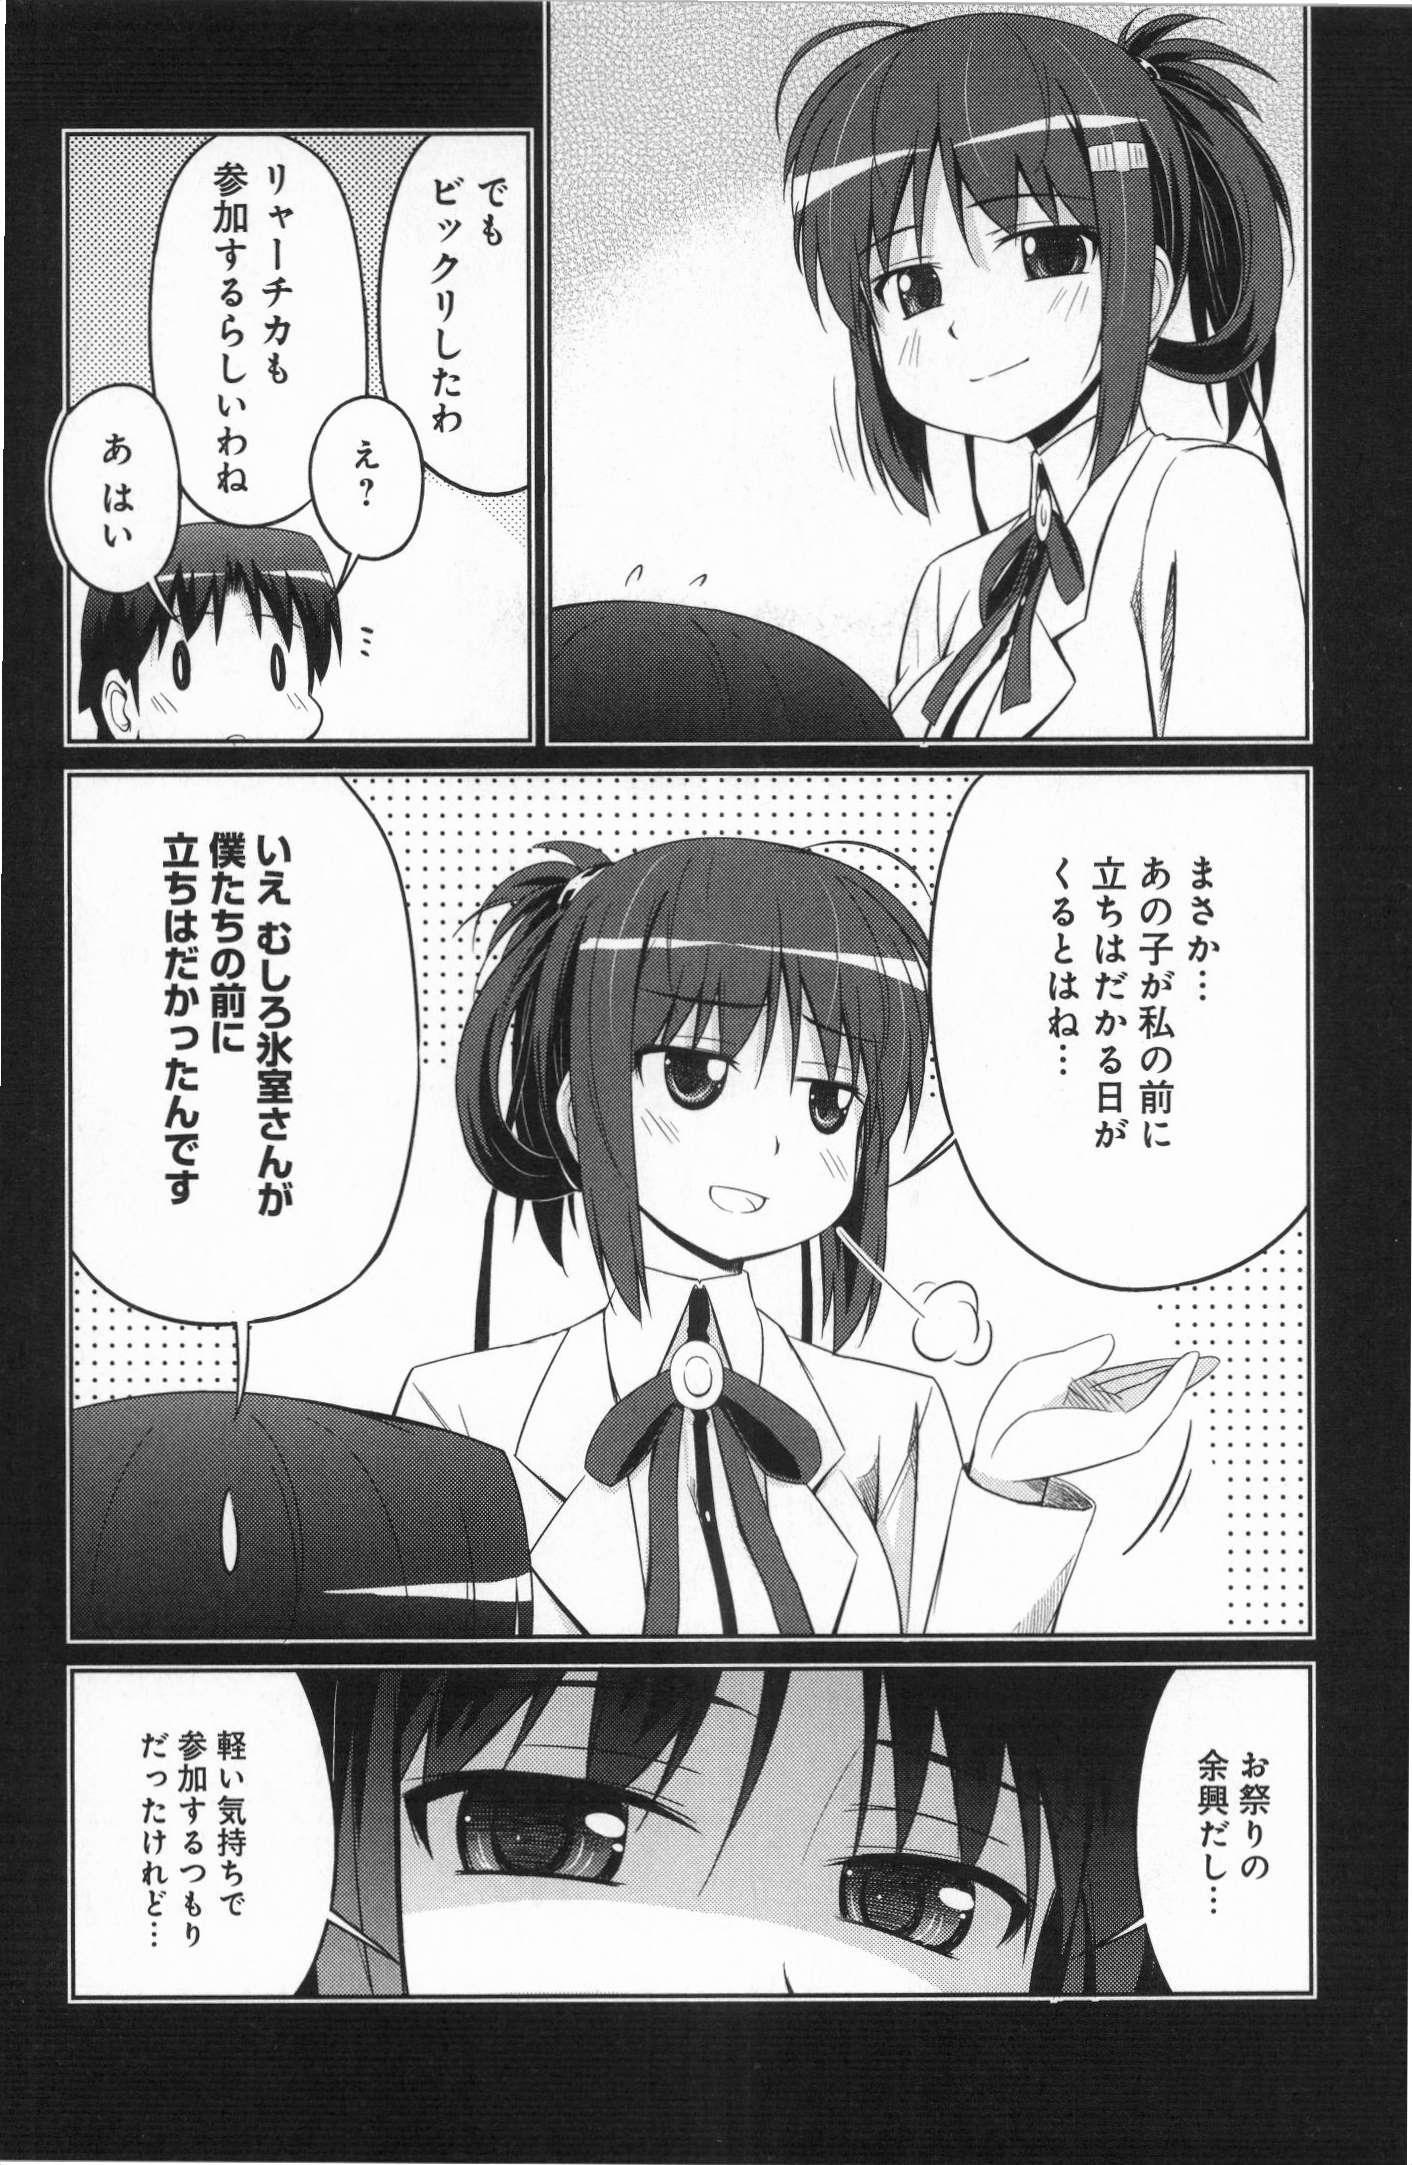 でも
ビックリしたわ
リャーチカも
参加するらしいわね
え?
あ はい
まさか…
あの子が私の前に
立ちはだかる日が
くるとはね…
いえ むしろ氷室さんが
僕たちの前に
立ちはだかったんです
お祭りの
余興だし…
軽い気持ちで
参加するつもり
だったけれど…